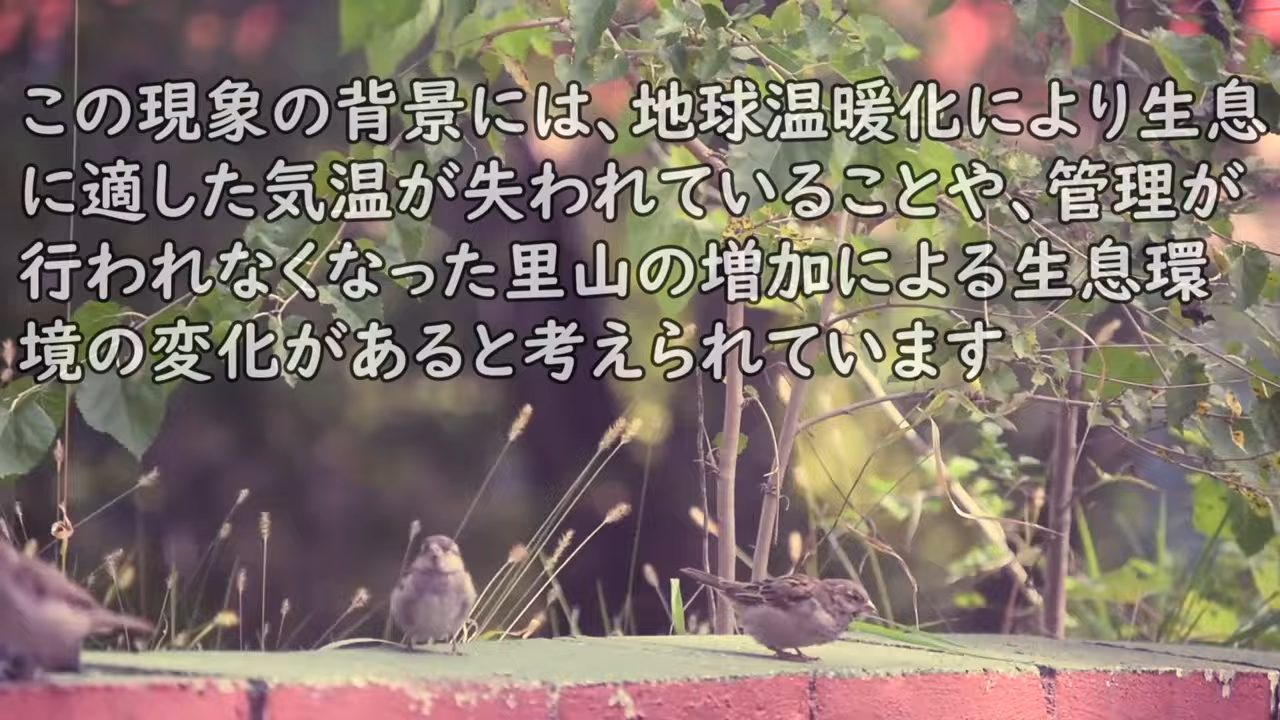 この現象の背景には、地球温暖化により生息
に適した気温が失われていることや、管理が
行われなくなった里山の増加による生息環
境の変化があると考えられています